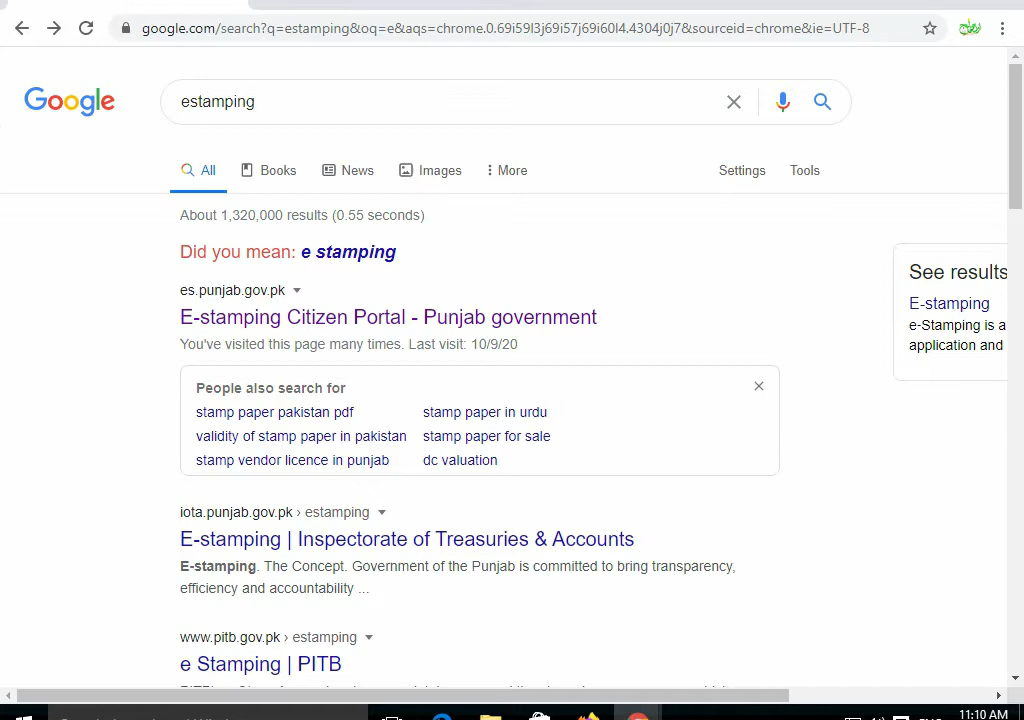 google.com/search?q=estamping&oq=e&aqs=chrome.0.69i59l3j69i57j69i60l4.4304j0j7&sourceid=chrome&ie=UTF-8
Google
estamping
All Books News Images More Settings Tools
About 1,320,000 results (0.55 seconds)
Did you mean: e stamping
es.punjab.gov.pk
E-stamping Citizen Portal - Punjab government
You've visited this page many times. Last visit: 10/9/20
People also search for
stamp paper pakistan pdf
stamp paper in urdu
validity of stamp paper in pakistan
stamp paper for sale
stamp vendor licence in punjab
dc valuation
See results
E-stamping
e-Stamping is a
application and
iota.punjab.gov.pk › estamping
E-stamping | Inspectorate of Treasuries & Accounts
E-stamping. The Concept. Government of the Punjab is committed to bring transparency,
efficiency and accountability ...
www.pitb.gov.pk › estamping
e Stamping | PITB
11:10 AM